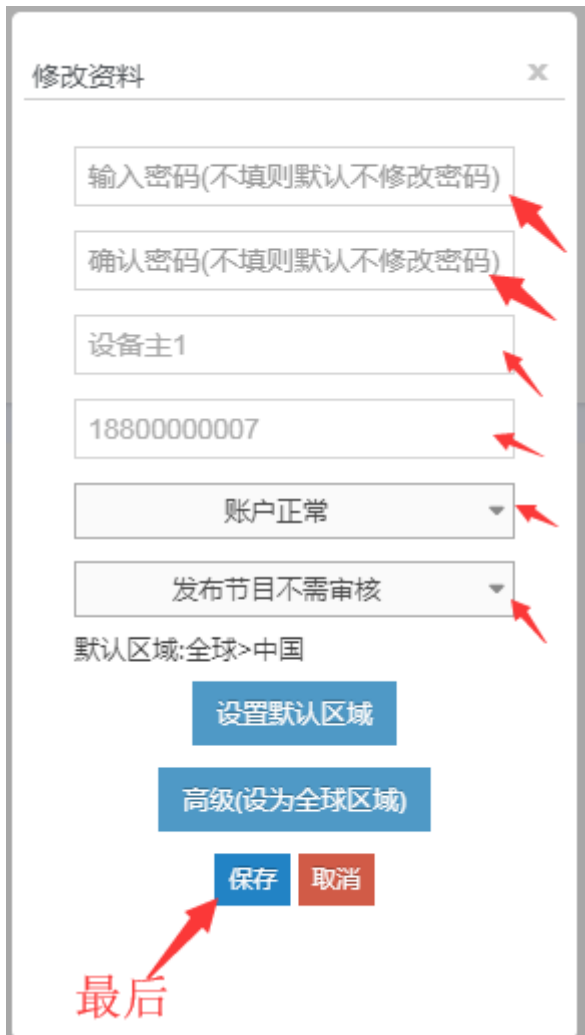 修改资料 x
输入密码(不填则默认不修改密码)
确认密码(不填则默认不修改密码)
设备主1
18800000007
账户正常
发布节目不需审核
默认区域:全球>中国
设置默认区域
高级(设为全球区域)
保存 取消
最后